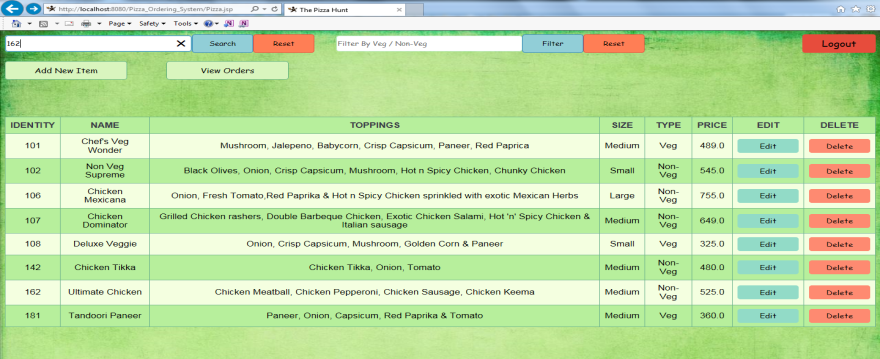 http://localhost:8080/Pizza_Ordering_System/Pizza.jsp The Pizza Hunt
Page Safety Tools
162 Search Reset Filter By Veg / Non-Veg Filter Reset Logout
Add New Item View Orders
IDENTITY NAME TOPPINGS SIZE TYPE PRICE EDIT DELETE
101 Chef's Veg Wonder Mushroom, Jalepeno, Babycorn, Crisp Capsicum, Paneer, Red Paprica Medium Veg 489.0 Edit Delete
102 Non Veg Supreme Black Olives, Onion, Crisp Capsicum, Mushroom, Hot n Spicy Chicken, Chunky Chicken Small Non-Veg 545.0 Edit Delete
106 Chicken Mexicana Onion, Fresh Tomato,Red Paprika & Hot n Spicy Chicken sprinkled with exotic Mexican Herbs Large Non-Veg 755.0 Edit Delete
107 Chicken Dominator Grilled Chicken rashers, Double Barbeque Chicken, Exotic Chicken Salami, Hot 'n' Spicy Chicken & Italian sausage Medium Non-Veg 649.0 Edit Delete
108 Deluxe Veggie Onion, Crisp Capsicum, Mushroom, Golden Corn & Paneer Small Veg 325.0 Edit Delete
142 Chicken Tikka Chicken Tikka, Onion, Tomato Medium Non-Veg 480.0 Edit Delete
162 Ultimate Chicken Chicken Meatball, Chicken Pepperoni, Chicken Sausage, Chicken Keema Medium Non-Veg 525.0 Edit Delete
181 Tandoori Paneer Paneer, Onion, Capsicum, Red Paprika & Tomato Medium Veg 360.0 Edit Delete